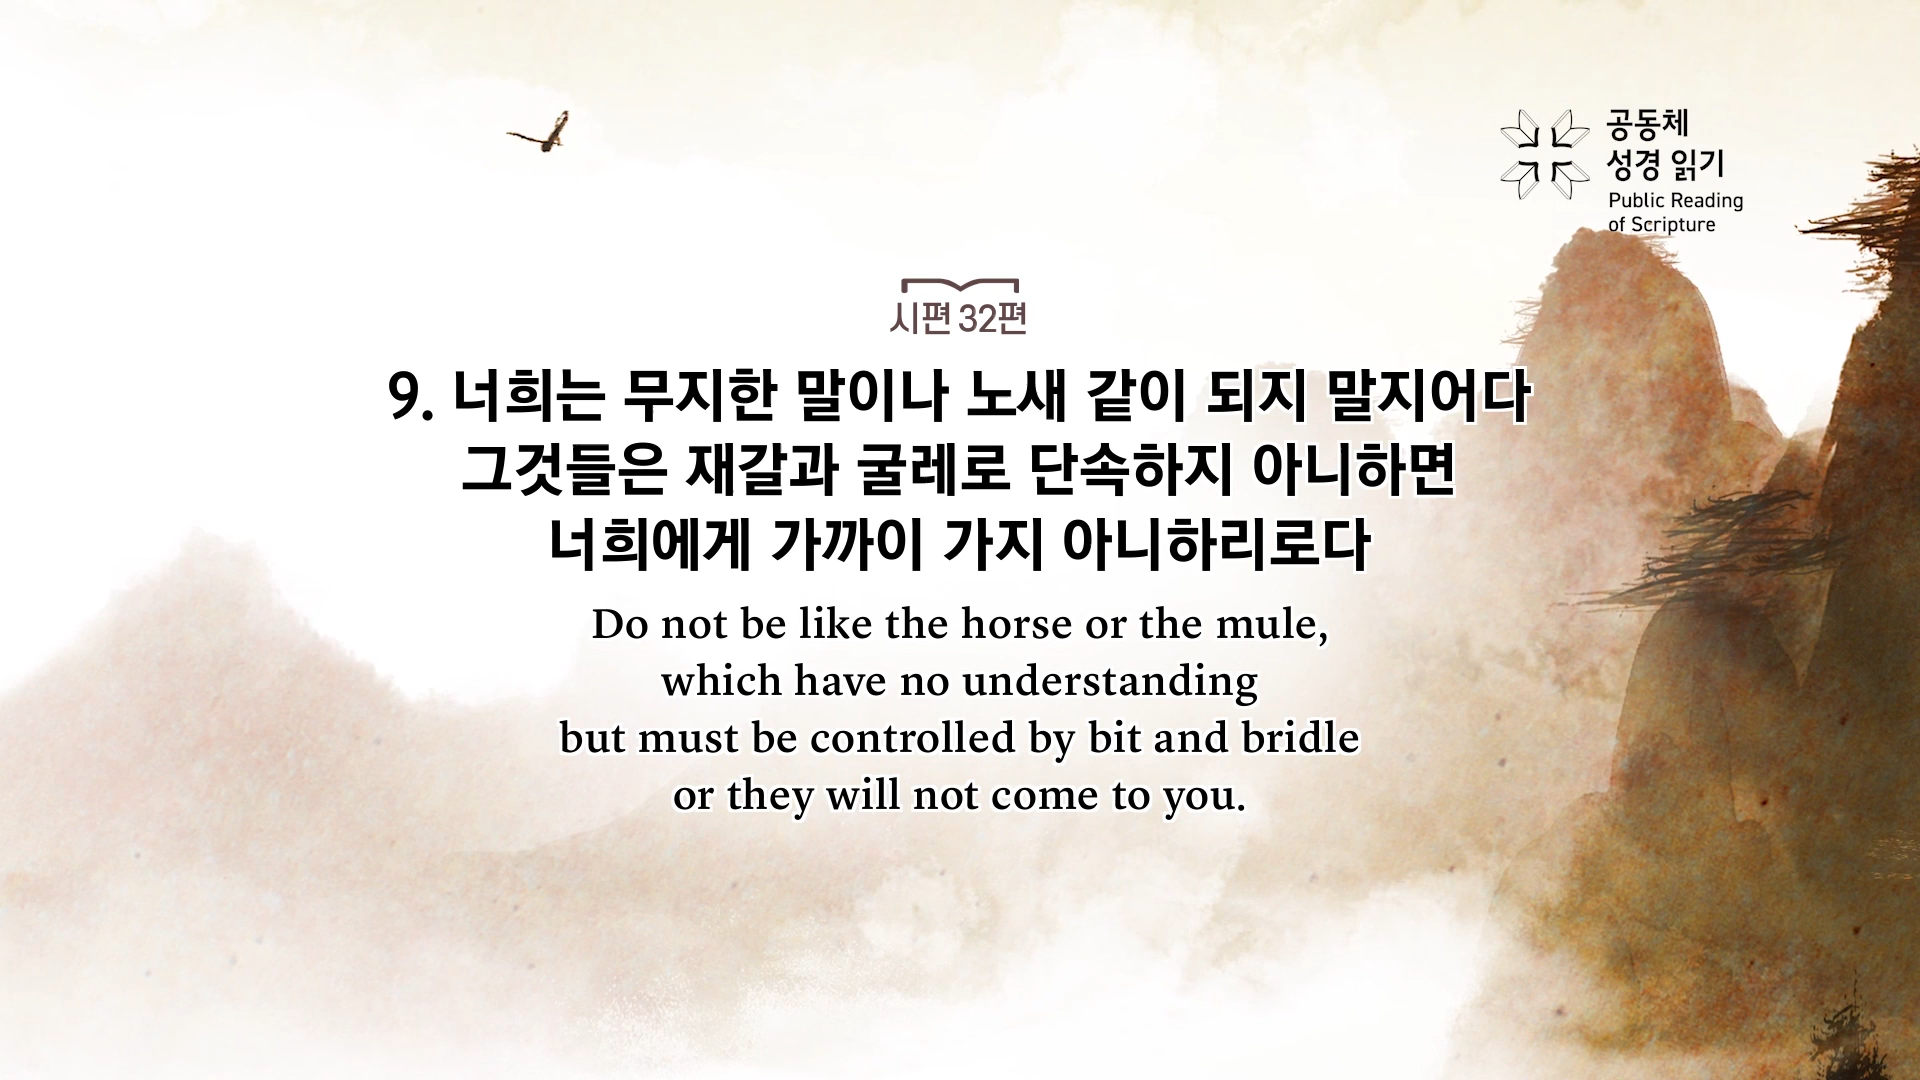 공동체
성경 읽기
Public Reading
of Scripture
시편 32편
9. 너희는 무지한 말이나 노새 같이 되지 말지어다
그것들은 재갈과 굴레로 단속하지 아니하면
너희에게 가까이 가지 아니하리로다
Do not be like the horse or the mule,
which have no understanding
but must be controlled by bit and bridle
or they will not come to you.